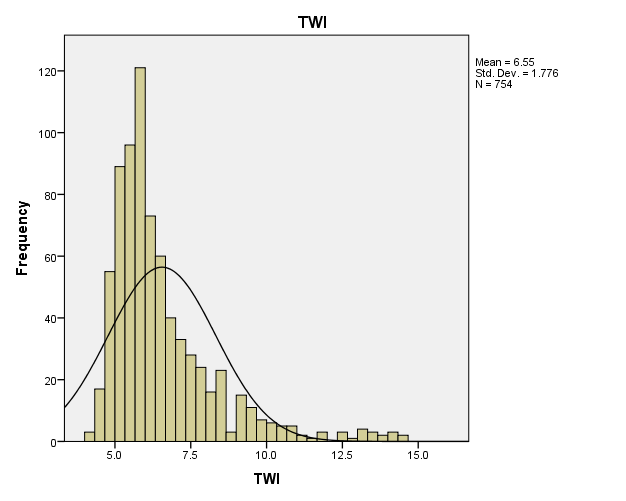 TWI
Mean = 6.55
Std. Dev. = 1.776
N = 754
120
100
80
60
40
20
0
Frequency
5.0 7.5 10.0 12.5 15.0
TWI